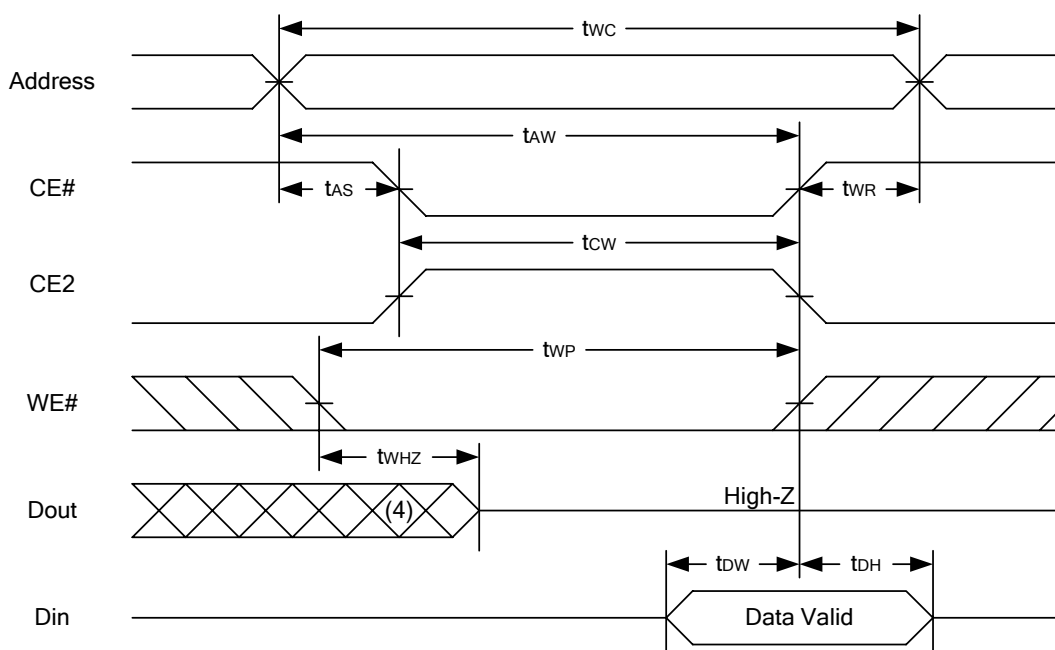 tWC
Address
tAW
CE#
tAS
tWR
tCW
CE2
tWP
WE#
tWHZ
Dout
(4)
High-Z
tDW
tDH
Din
Data Valid